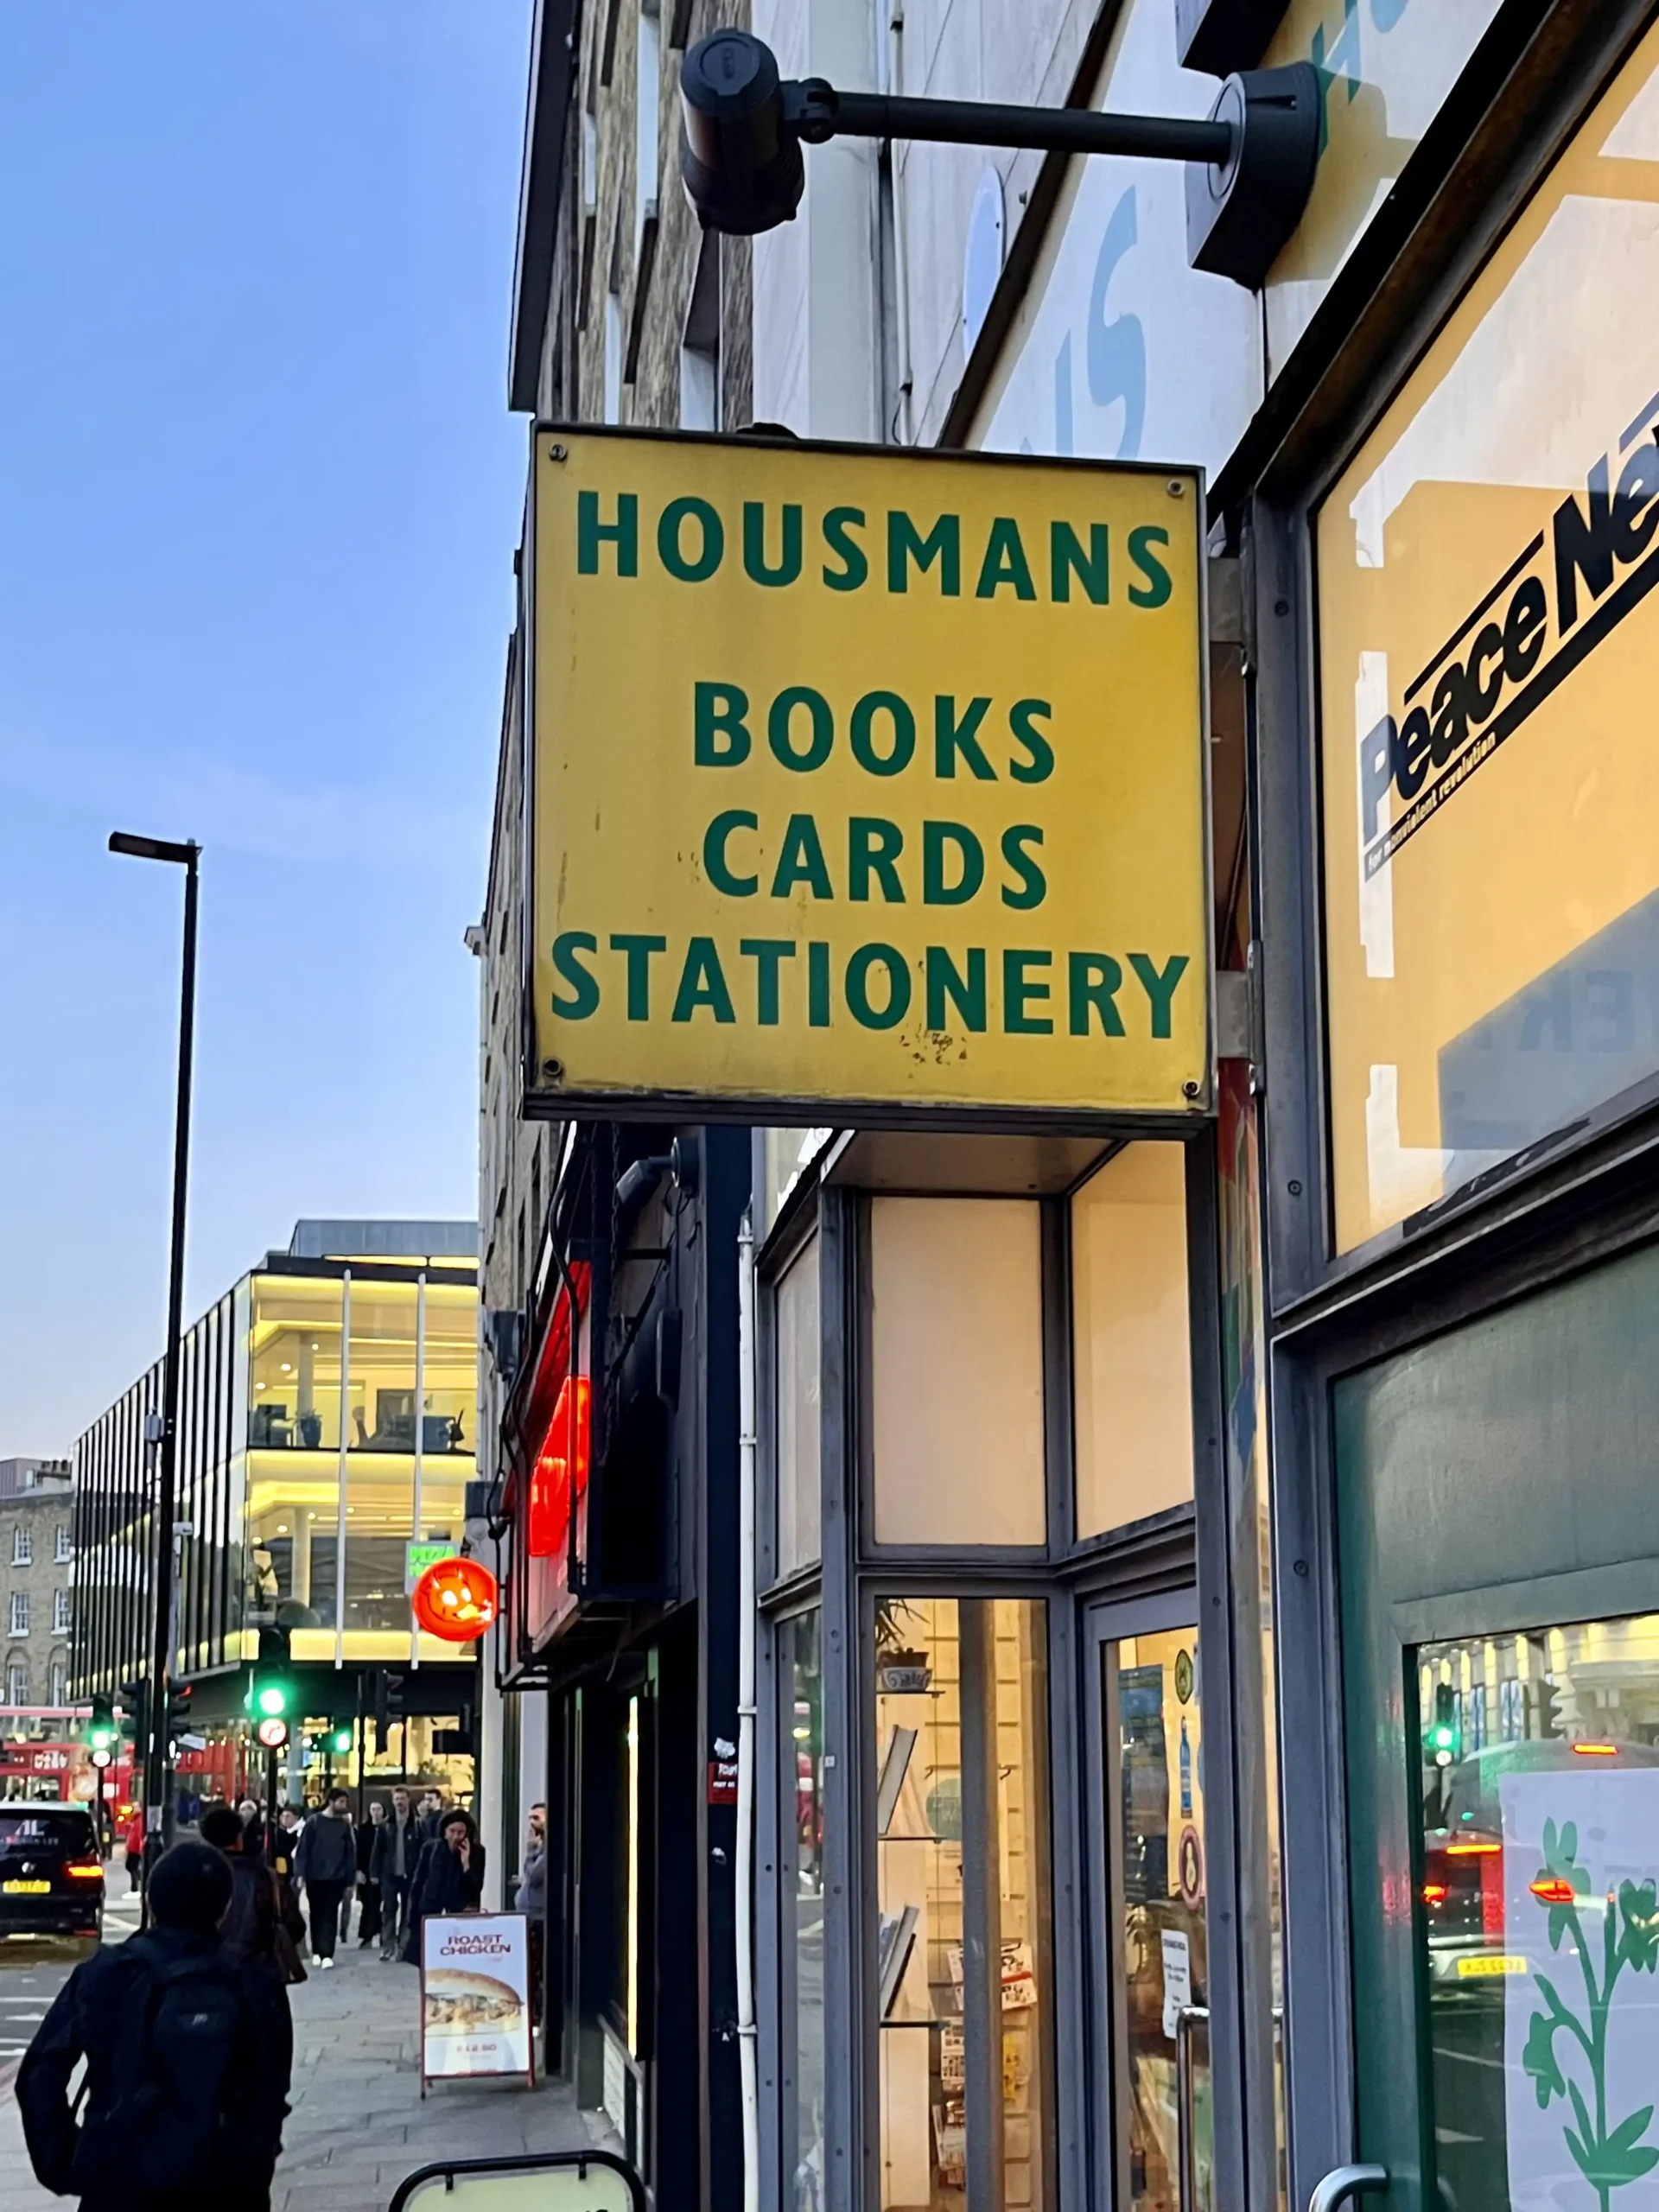 HOUSMANS
BOOKS
CARDS
STATIONERY
Peace Ne
for nonviolent revolution
ROAST
CHICKEN